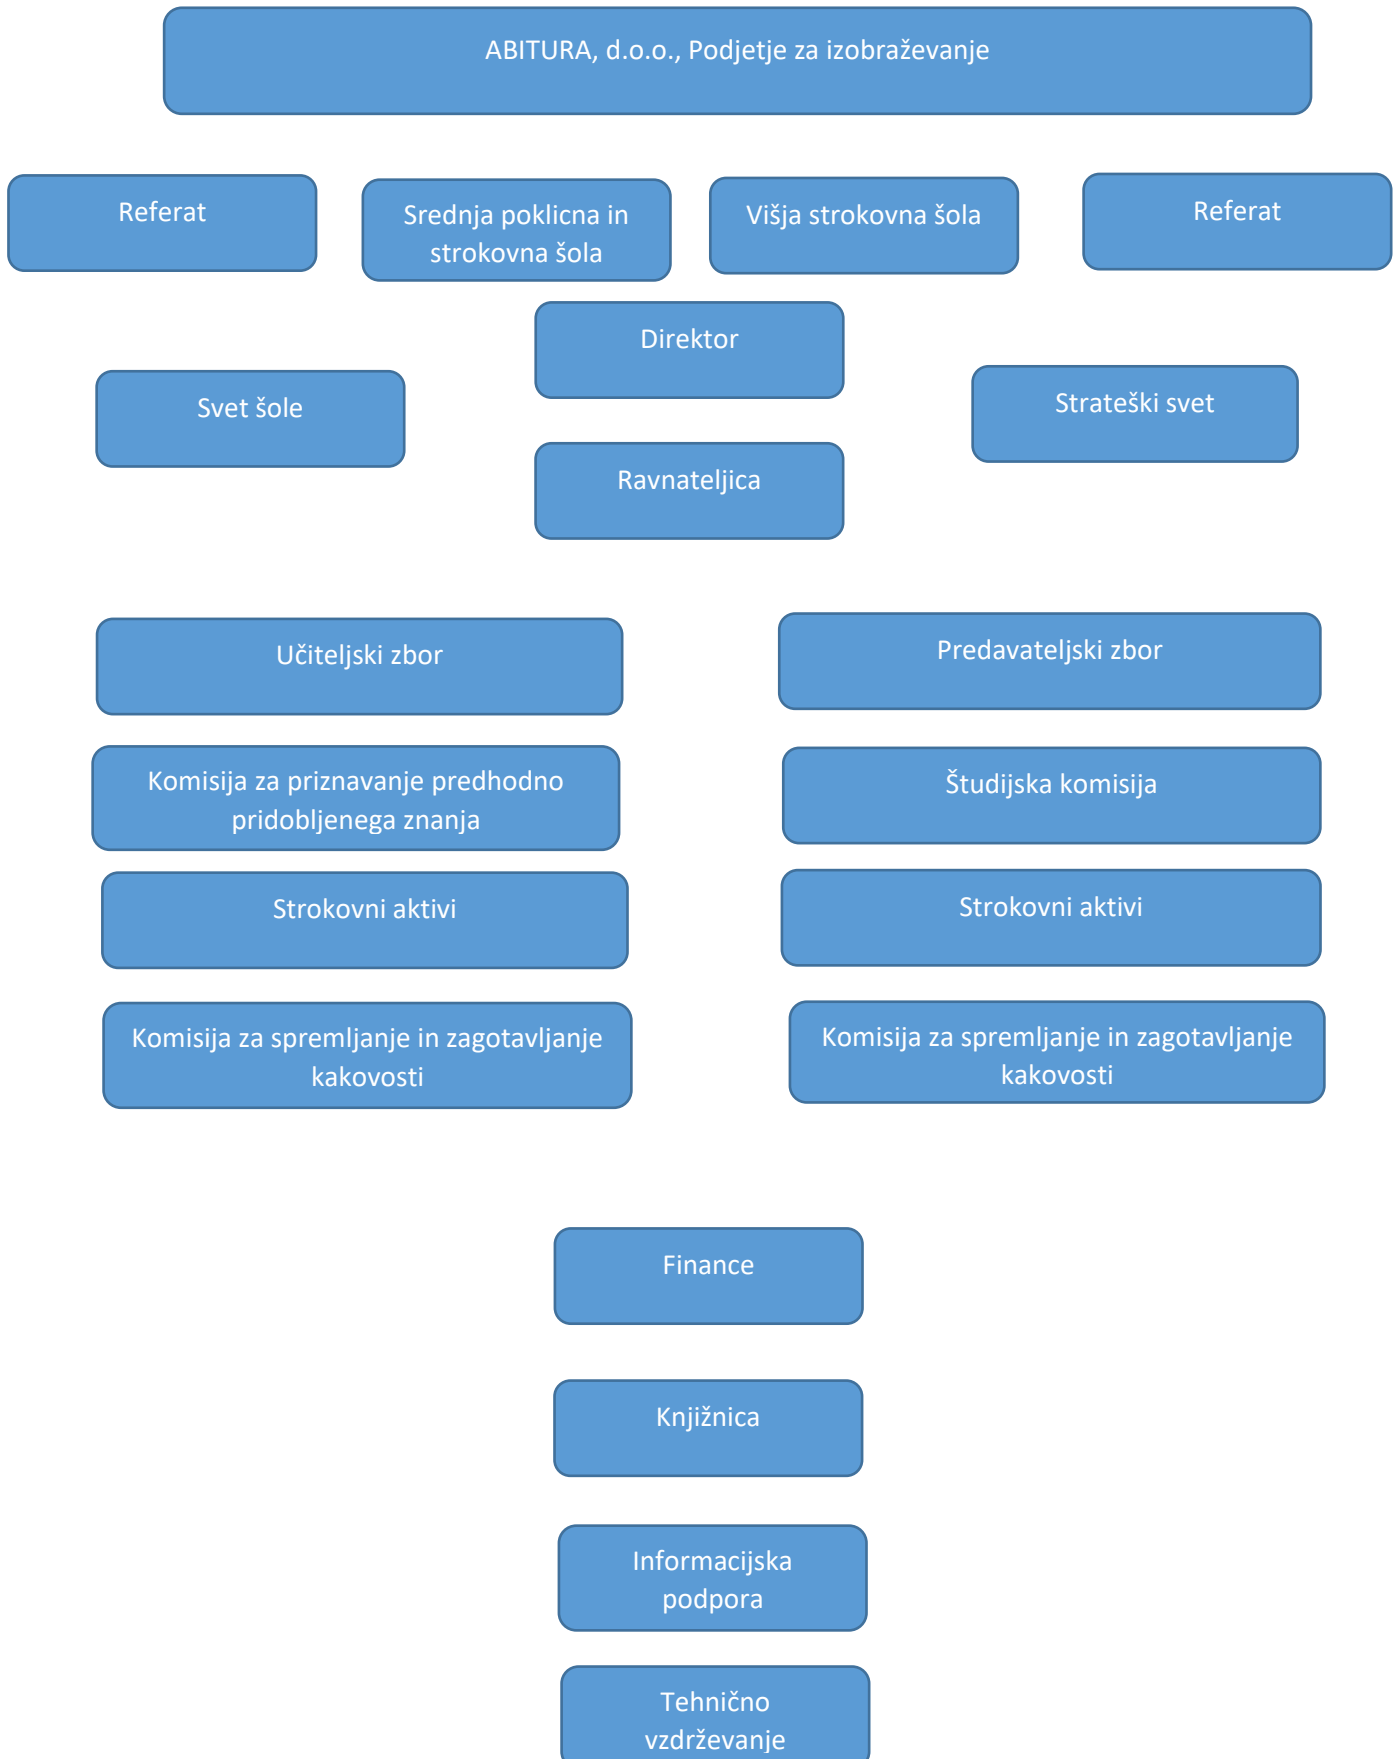 ABITURA, d.o.o., Podjetje za izobraževanje
Referat
Srednja poklicna in
strokovna šola
Višja strokovna šola
Referat
Direktor
Svet šole
Strateški svet
Ravnateljica
Učiteljski zbor
Predavateljski zbor
Komisija za priznavanje predhodno
pridobljenega znanja
Študijska komisija
Strokovni aktivi
Strokovni aktivi
Komisija za spremljanje in zagotavljanje
kakovosti
Komisija za spremljanje in zagotavljanje
kakovosti
Finance
Knjižnica
Informacijska
podpora
Tehnično
vzdrževanje